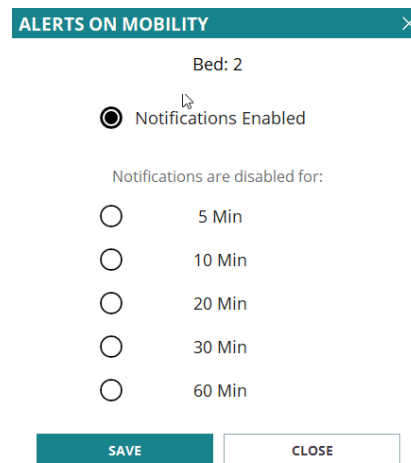 ALERTS ON MOBILITY
Bed: 2
Notifications Enabled
Notifications are disabled for:
5 Min
10 Min
20 Min
30 Min
60 Min
SAVE CLOSE